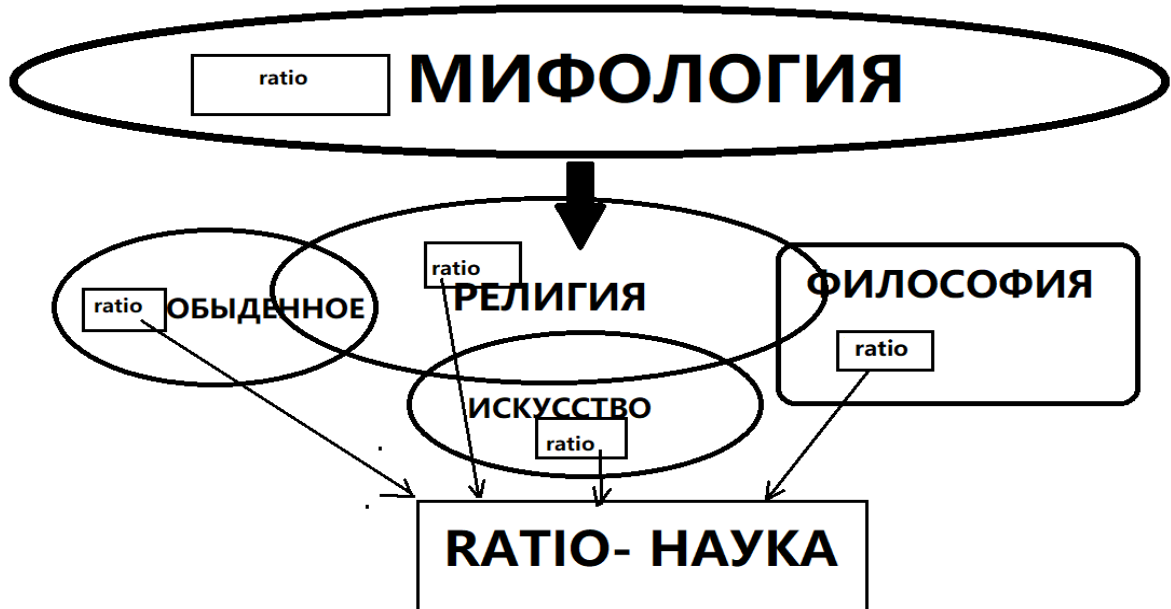 ratio МИФОЛОГИЯ
ratio ОБЫДЕННОЕ
ratio
РЕЛИГИЯ
ФИЛОСОФИЯ
ratio
ИСКУССТВО
ratio
RATIO- НАУКА